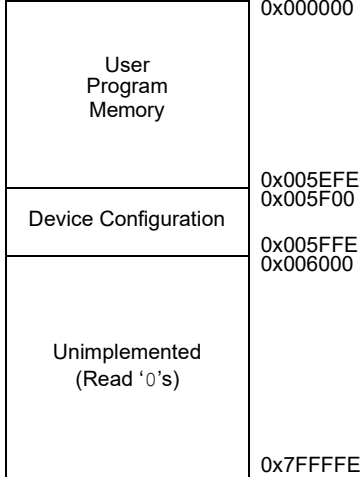 0x000000
User
Program
Memory
0x005EFE
0x005F00
Device Configuration
0x005FFE
0x006000
Unimplemented
(Read ‘0’s)
0x7FFFFE